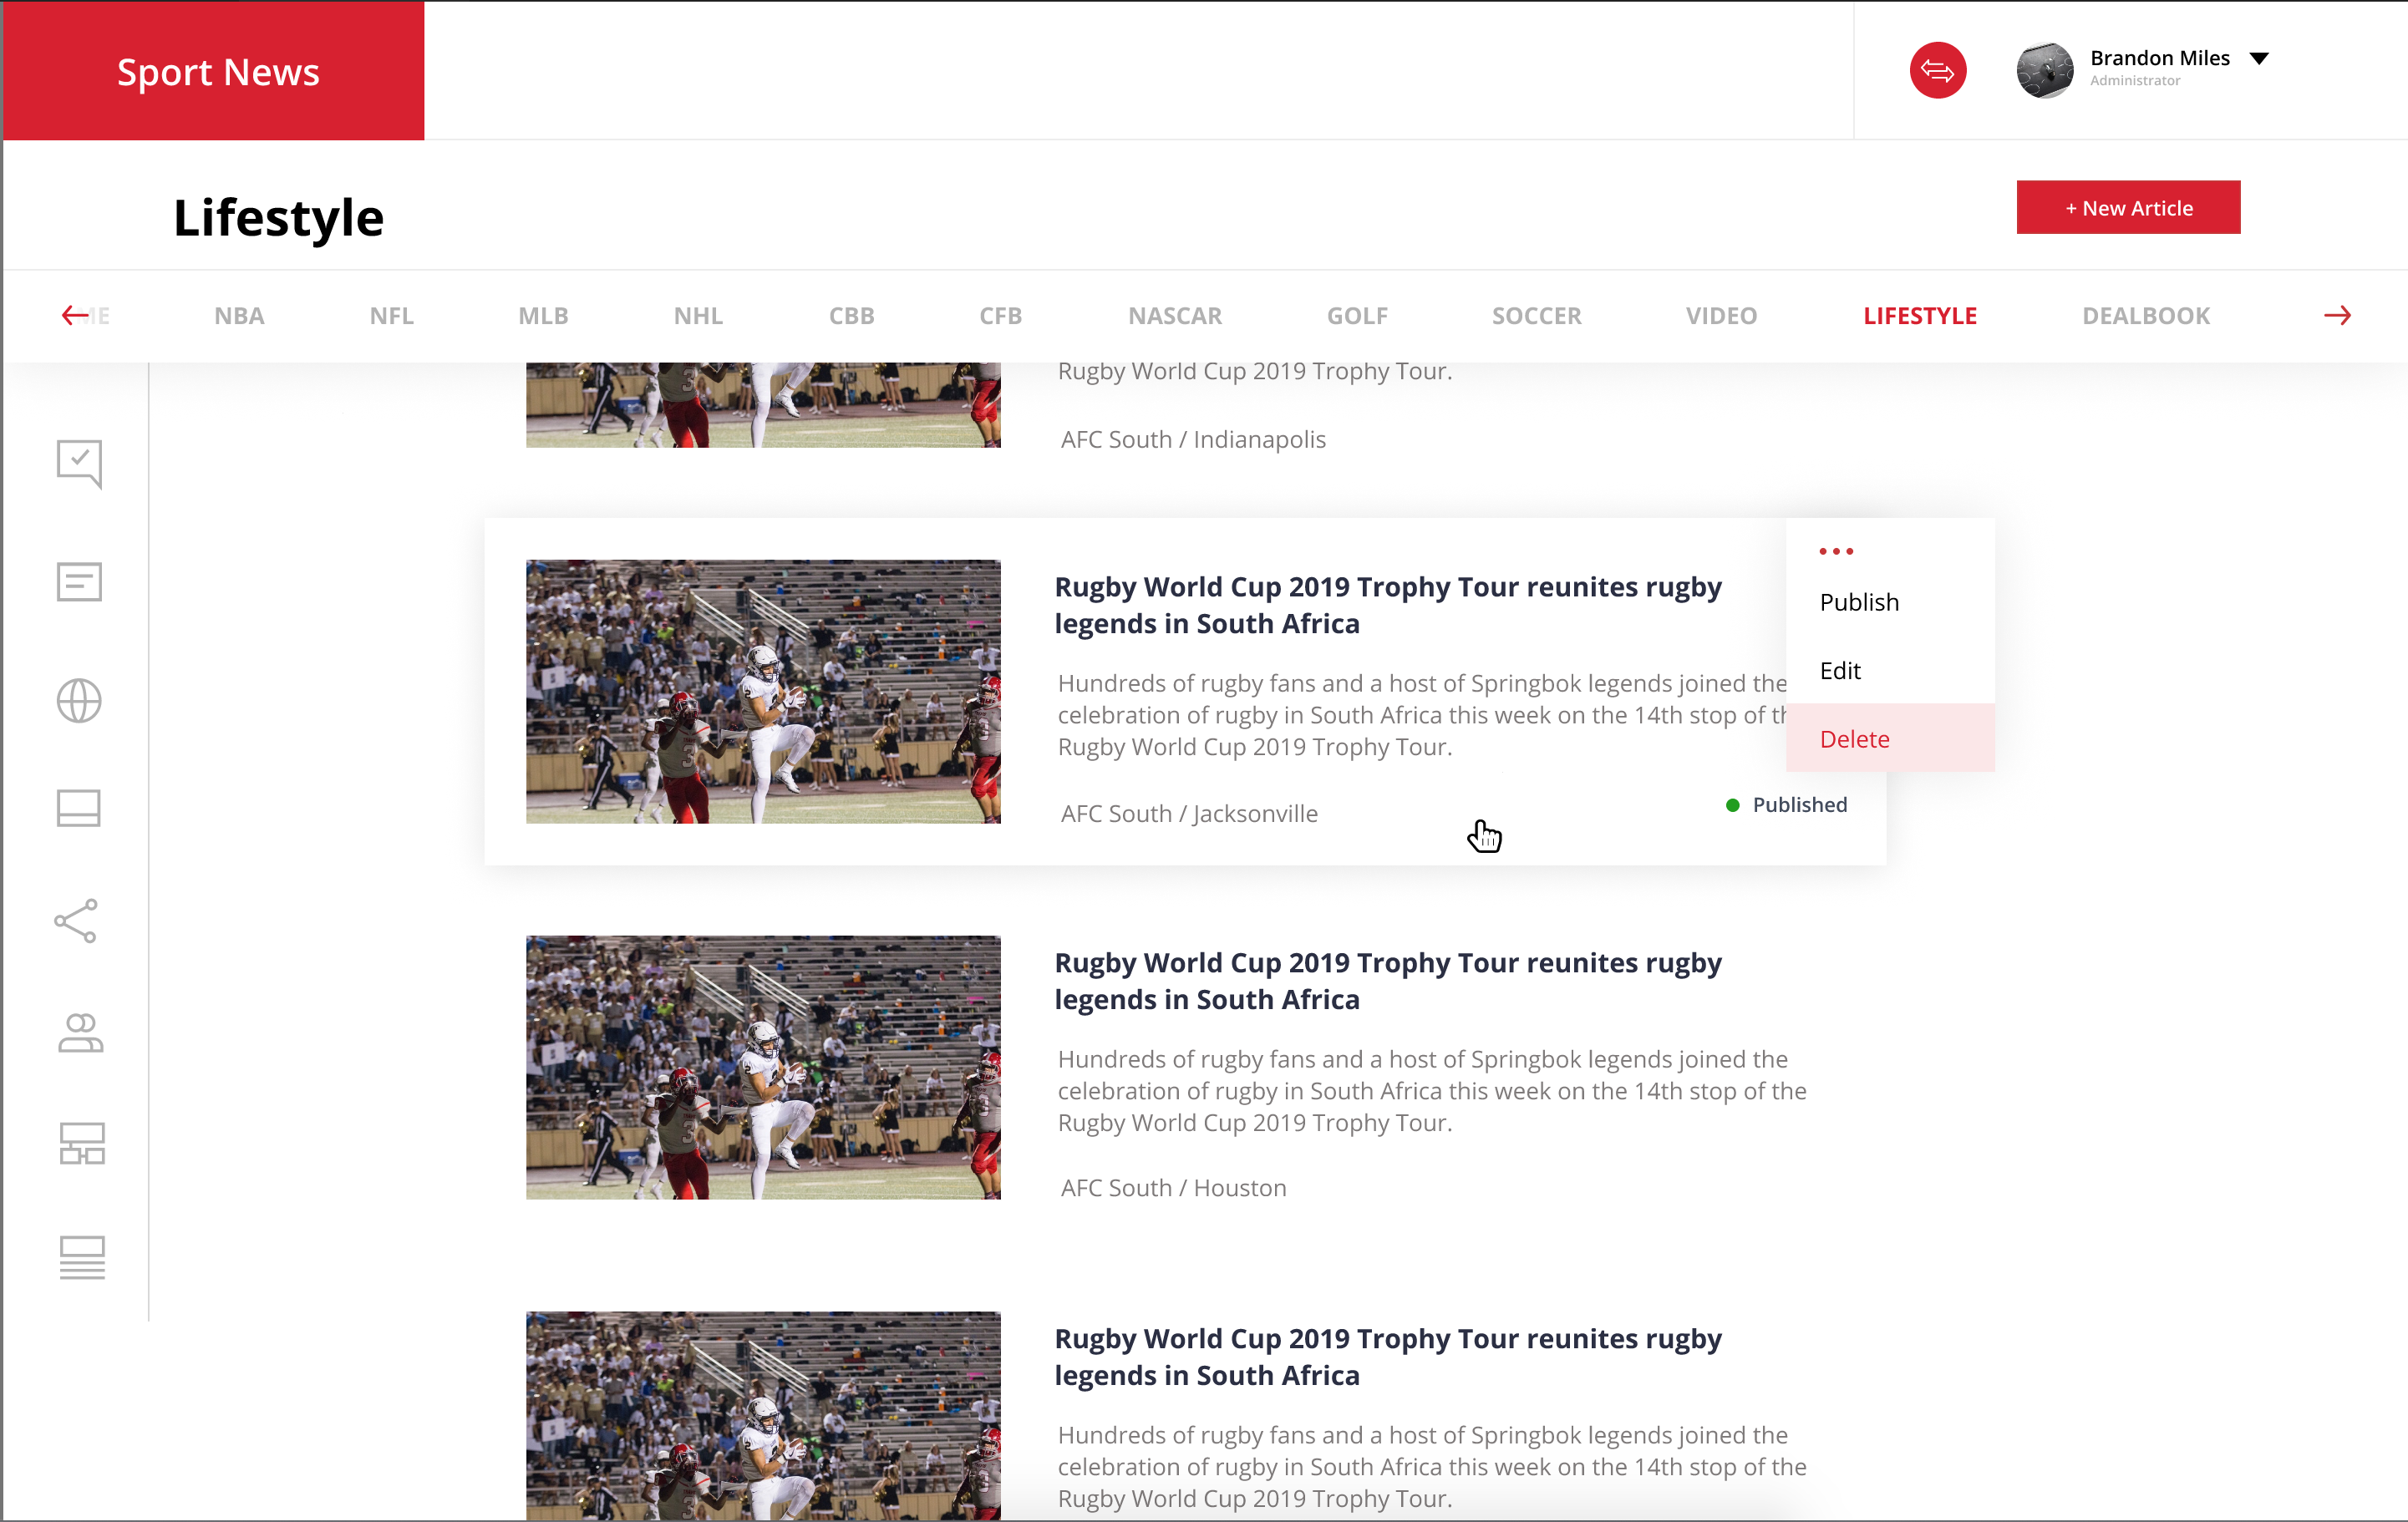 Sport News
Brandon Miles
Administrator
Lifestyle
+ New Article
NBA NFL MLB NHL CBB CFB NASCAR GOLF SOCCER VIDEO LIFESTYLE DEALBOOK
Rugby World Cup 2019 Trophy Tour.
AFC South / Indianapolis
Rugby World Cup 2019 Trophy Tour reunites rugby
legends in South Africa
Hundreds of rugby fans and a host of Springbok legends joined the
celebration of rugby in South Africa this week on the 14th stop of
Rugby World Cup 2019 Trophy Tour.
AFC South / Jacksonville
Publish
Edit
Delete
Published
Rugby World Cup 2019 Trophy Tour reunites rugby
legends in South Africa
Hundreds of rugby fans and a host of Springbok legends joined the
celebration of rugby in South Africa this week on the 14th stop of the
Rugby World Cup 2019 Trophy Tour.
AFC South / Houston
Rugby World Cup 2019 Trophy Tour reunites rugby
legends in South Africa
Hundreds of rugby fans and a host of Springbok legends joined the
celebration of rugby in South Africa this week on the 14th stop of the
Rugby World Cup 2019 Trophy Tour.